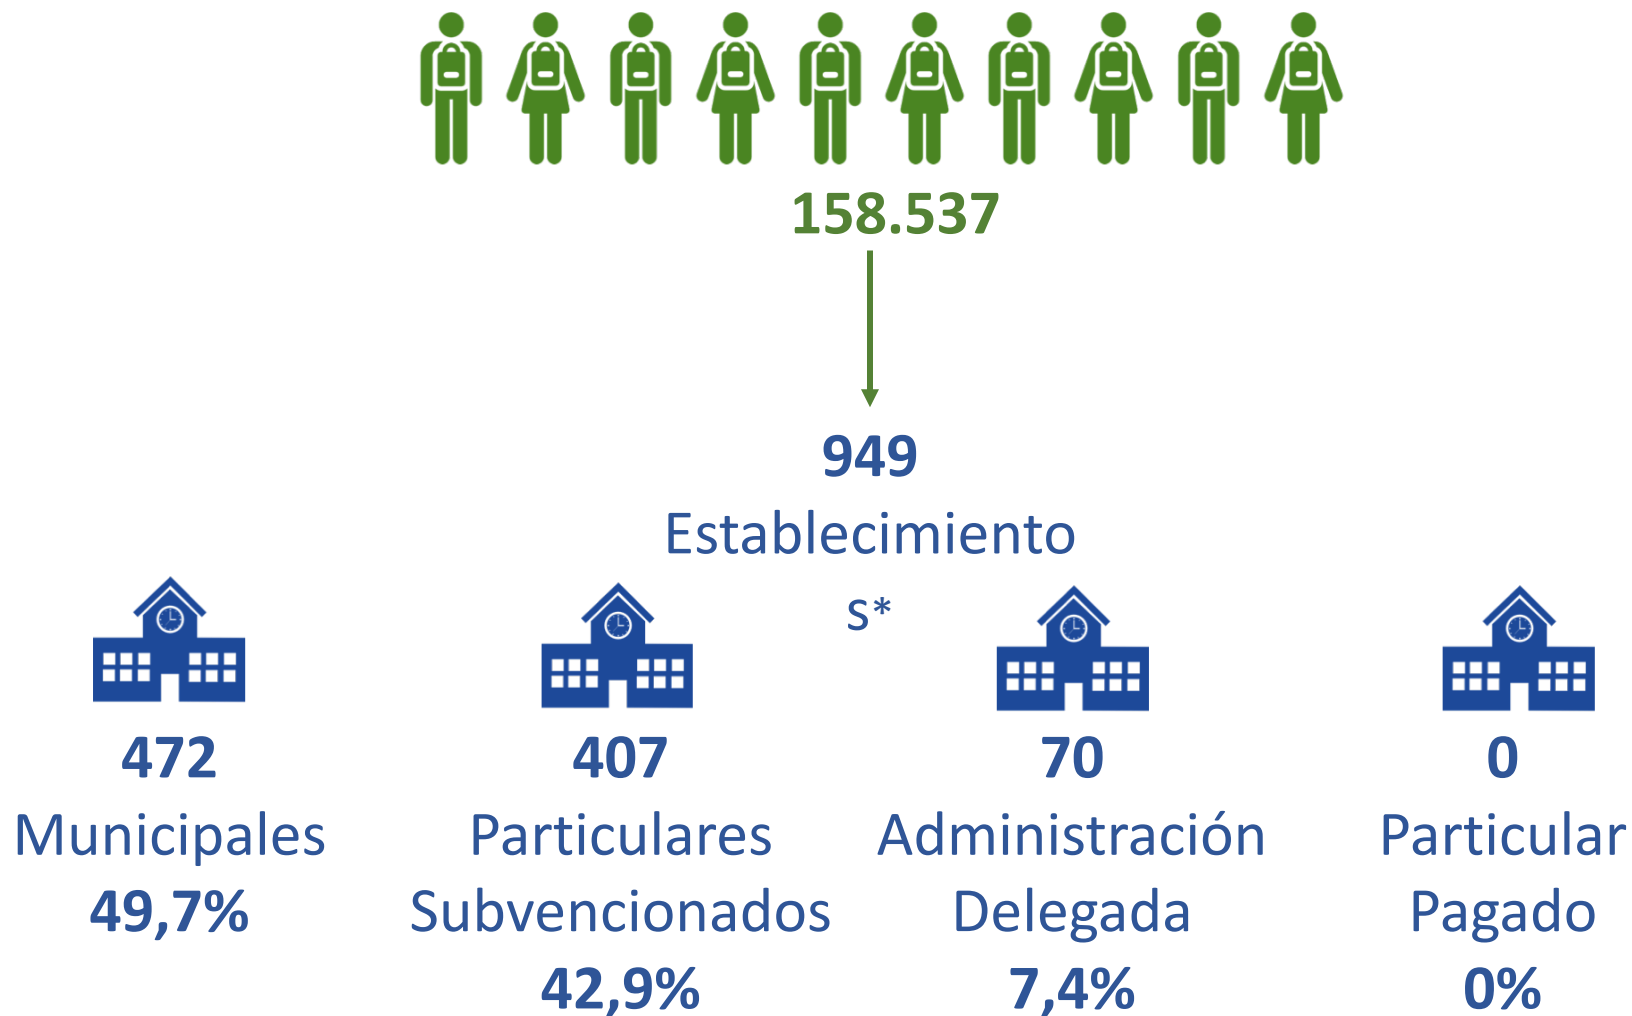 158.537
949
Establecimiento
s*
472
Municipales
49,7%
407
Particulares
Subvencionados
42,9%
70
Administración
Delegada
7,4%
0
Particular
Pagado
0%